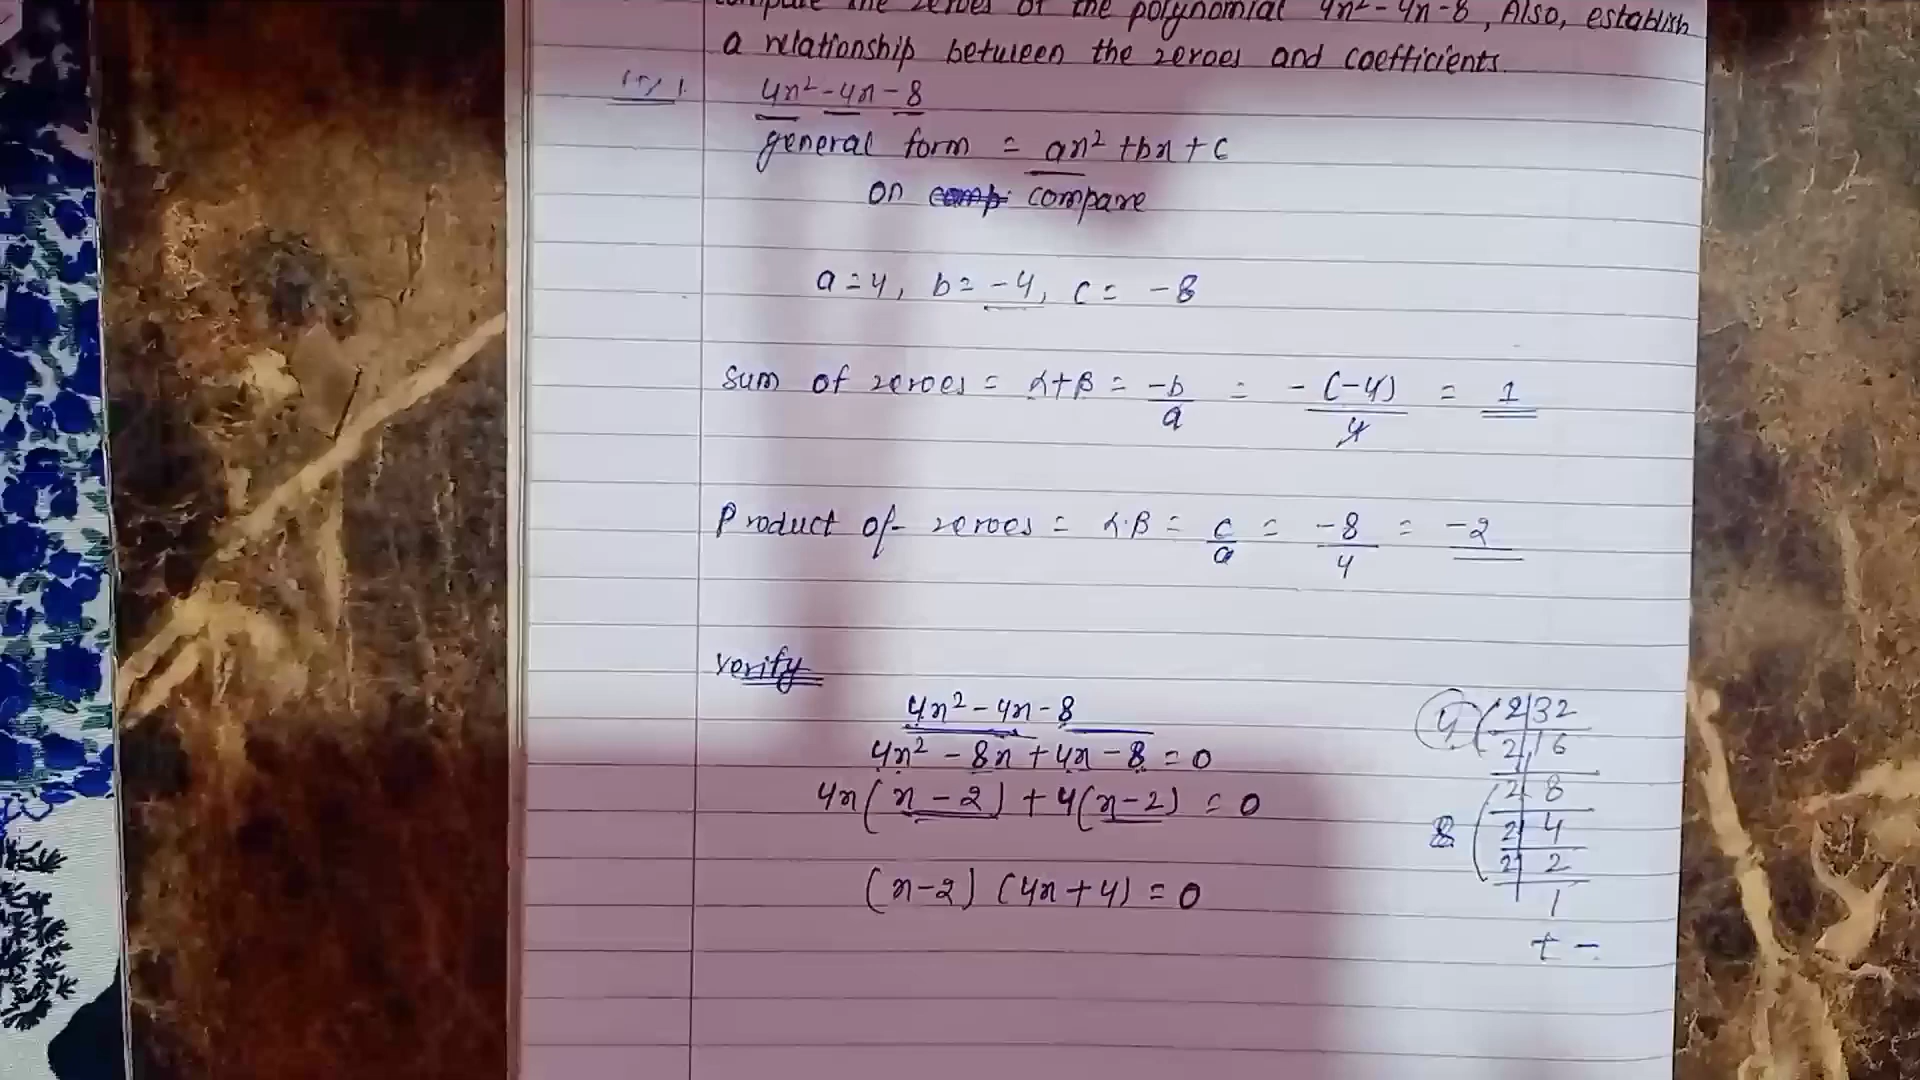 compute the zeroes of the polynomial 4x² - 4x - 8, Also, establish
a relationship between the zeroes and coefficients.
4x² - 4x - 8
general form = ax² + bx + c
on compare
a = 4, b = -4, c = -8
Sum of zeroes = α+β = -b/a = -(-4)/4 = 1
Product of zeroes = α·β = c/a = -8/4 = -2
verify
4x² - 4x - 8
4x² - 8x + 4x - 8 = 0
4x(x - 2) + 4(x-2) = 0
(x-2) (4x+4) = 0
4 ( 2|32
2|16
2|8
8 ( 2|4
2|2
1
+ -